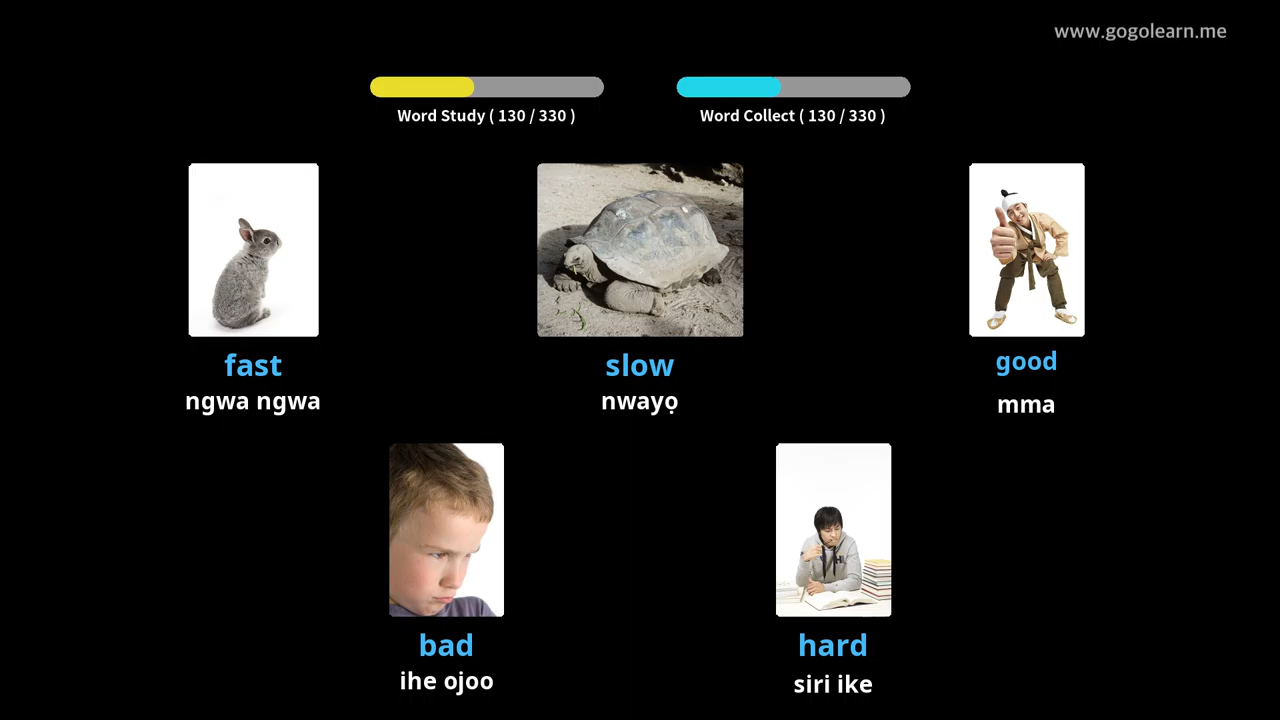 www.gogolearn.me
Word Study ( 130 / 330 )
Word Collect ( 130 / 330 )
fast
ngwa ngwa
slow
nwayọ
good
mma
bad
ihe ojoo
hard
siri ike